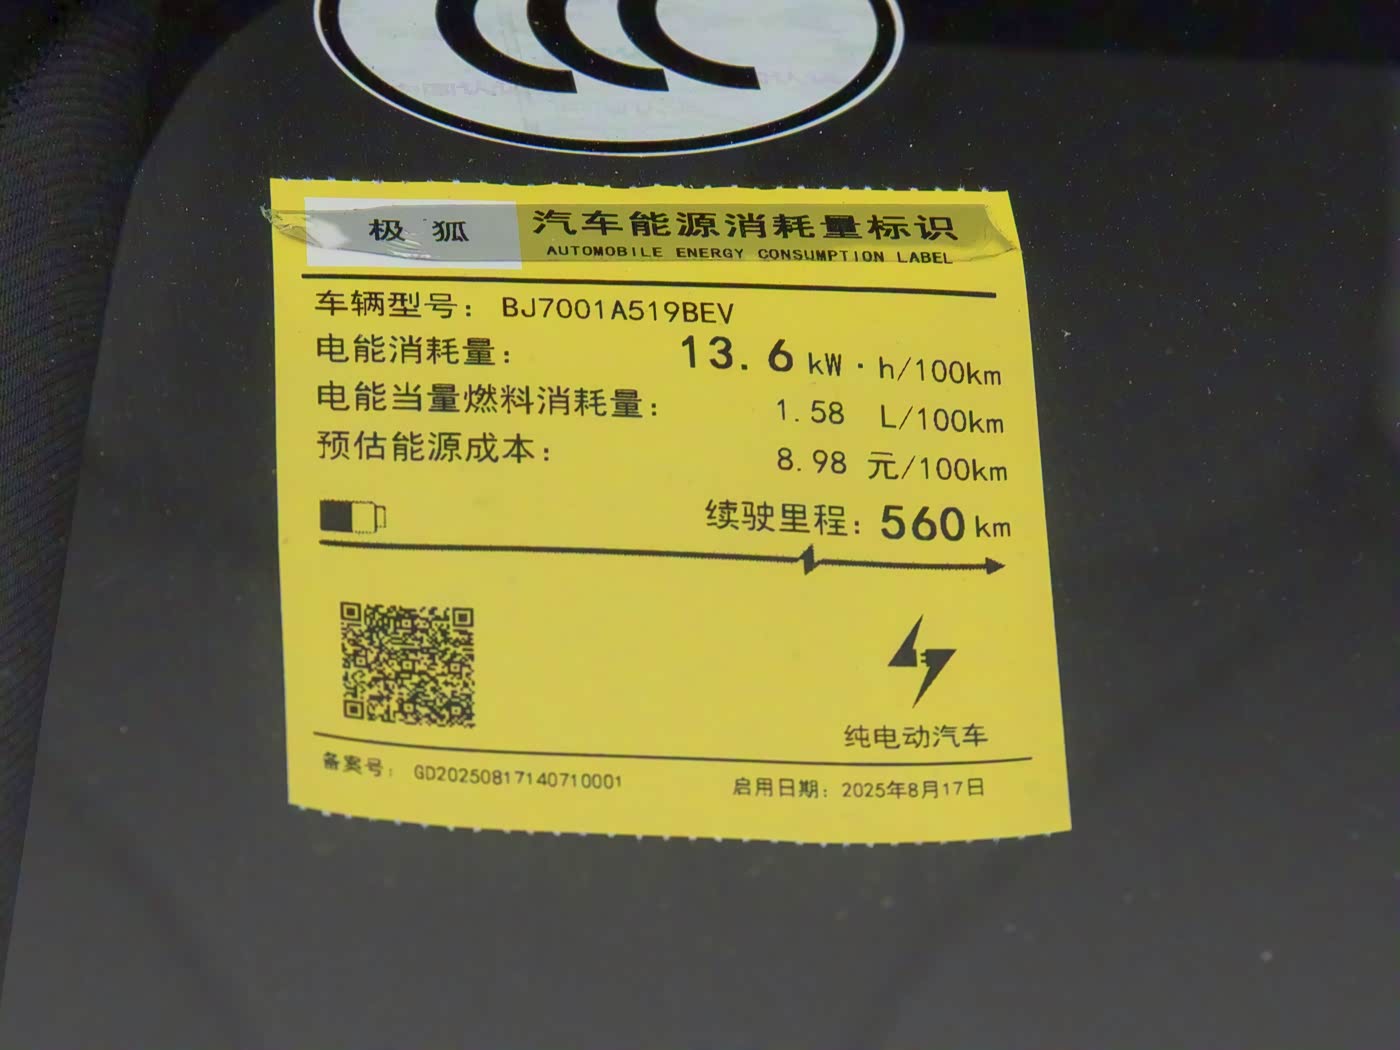 极 狐 汽车能源消耗量标识
AUTOMOBILE ENERGY CONSUMPTION LABEL
车辆型号： BJ7001A519BEV
电能消耗量： 13.6 kW·h/100km
电能当量燃料消耗量： 1.58 L/100km
预估能源成本： 8.98 元/100km
续驶里程：560 km
纯电动汽车
备案号： GD20250817140710001 启用日期：2025年8月17日